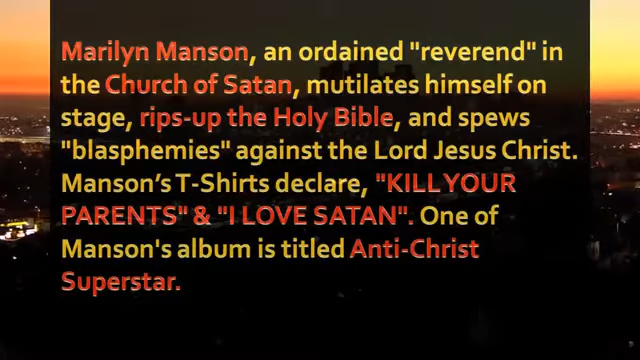 Marilyn Manson, an ordained "reverend" in
the Church of Satan, mutilates himself on
stage, rips-up the Holy Bible, and spews
"blasphemies" against the Lord Jesus Christ.
Manson's T-Shirts declare, "KILL YOUR
PARENTS" & "I LOVE SATAN". One of
Manson's album is titled Anti-Christ
Superstar.